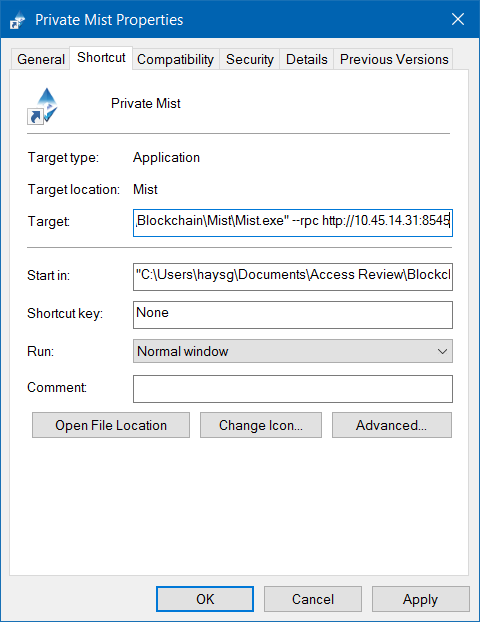 Private Mist Properties
General Shortcut Compatibility Security Details Previous Versions
Private Mist
Target type: Application
Target location: Mist
Target: Blockchain\Mist\Mist.exe" --rpc http://10.45.14.31:8545
Start in: "C:\Users\haysg\Documents\Access Review\Blockcl
Shortcut key: None
Run: Normal window
Comment:
Open File Location Change Icon... Advanced...
OK Cancel Apply